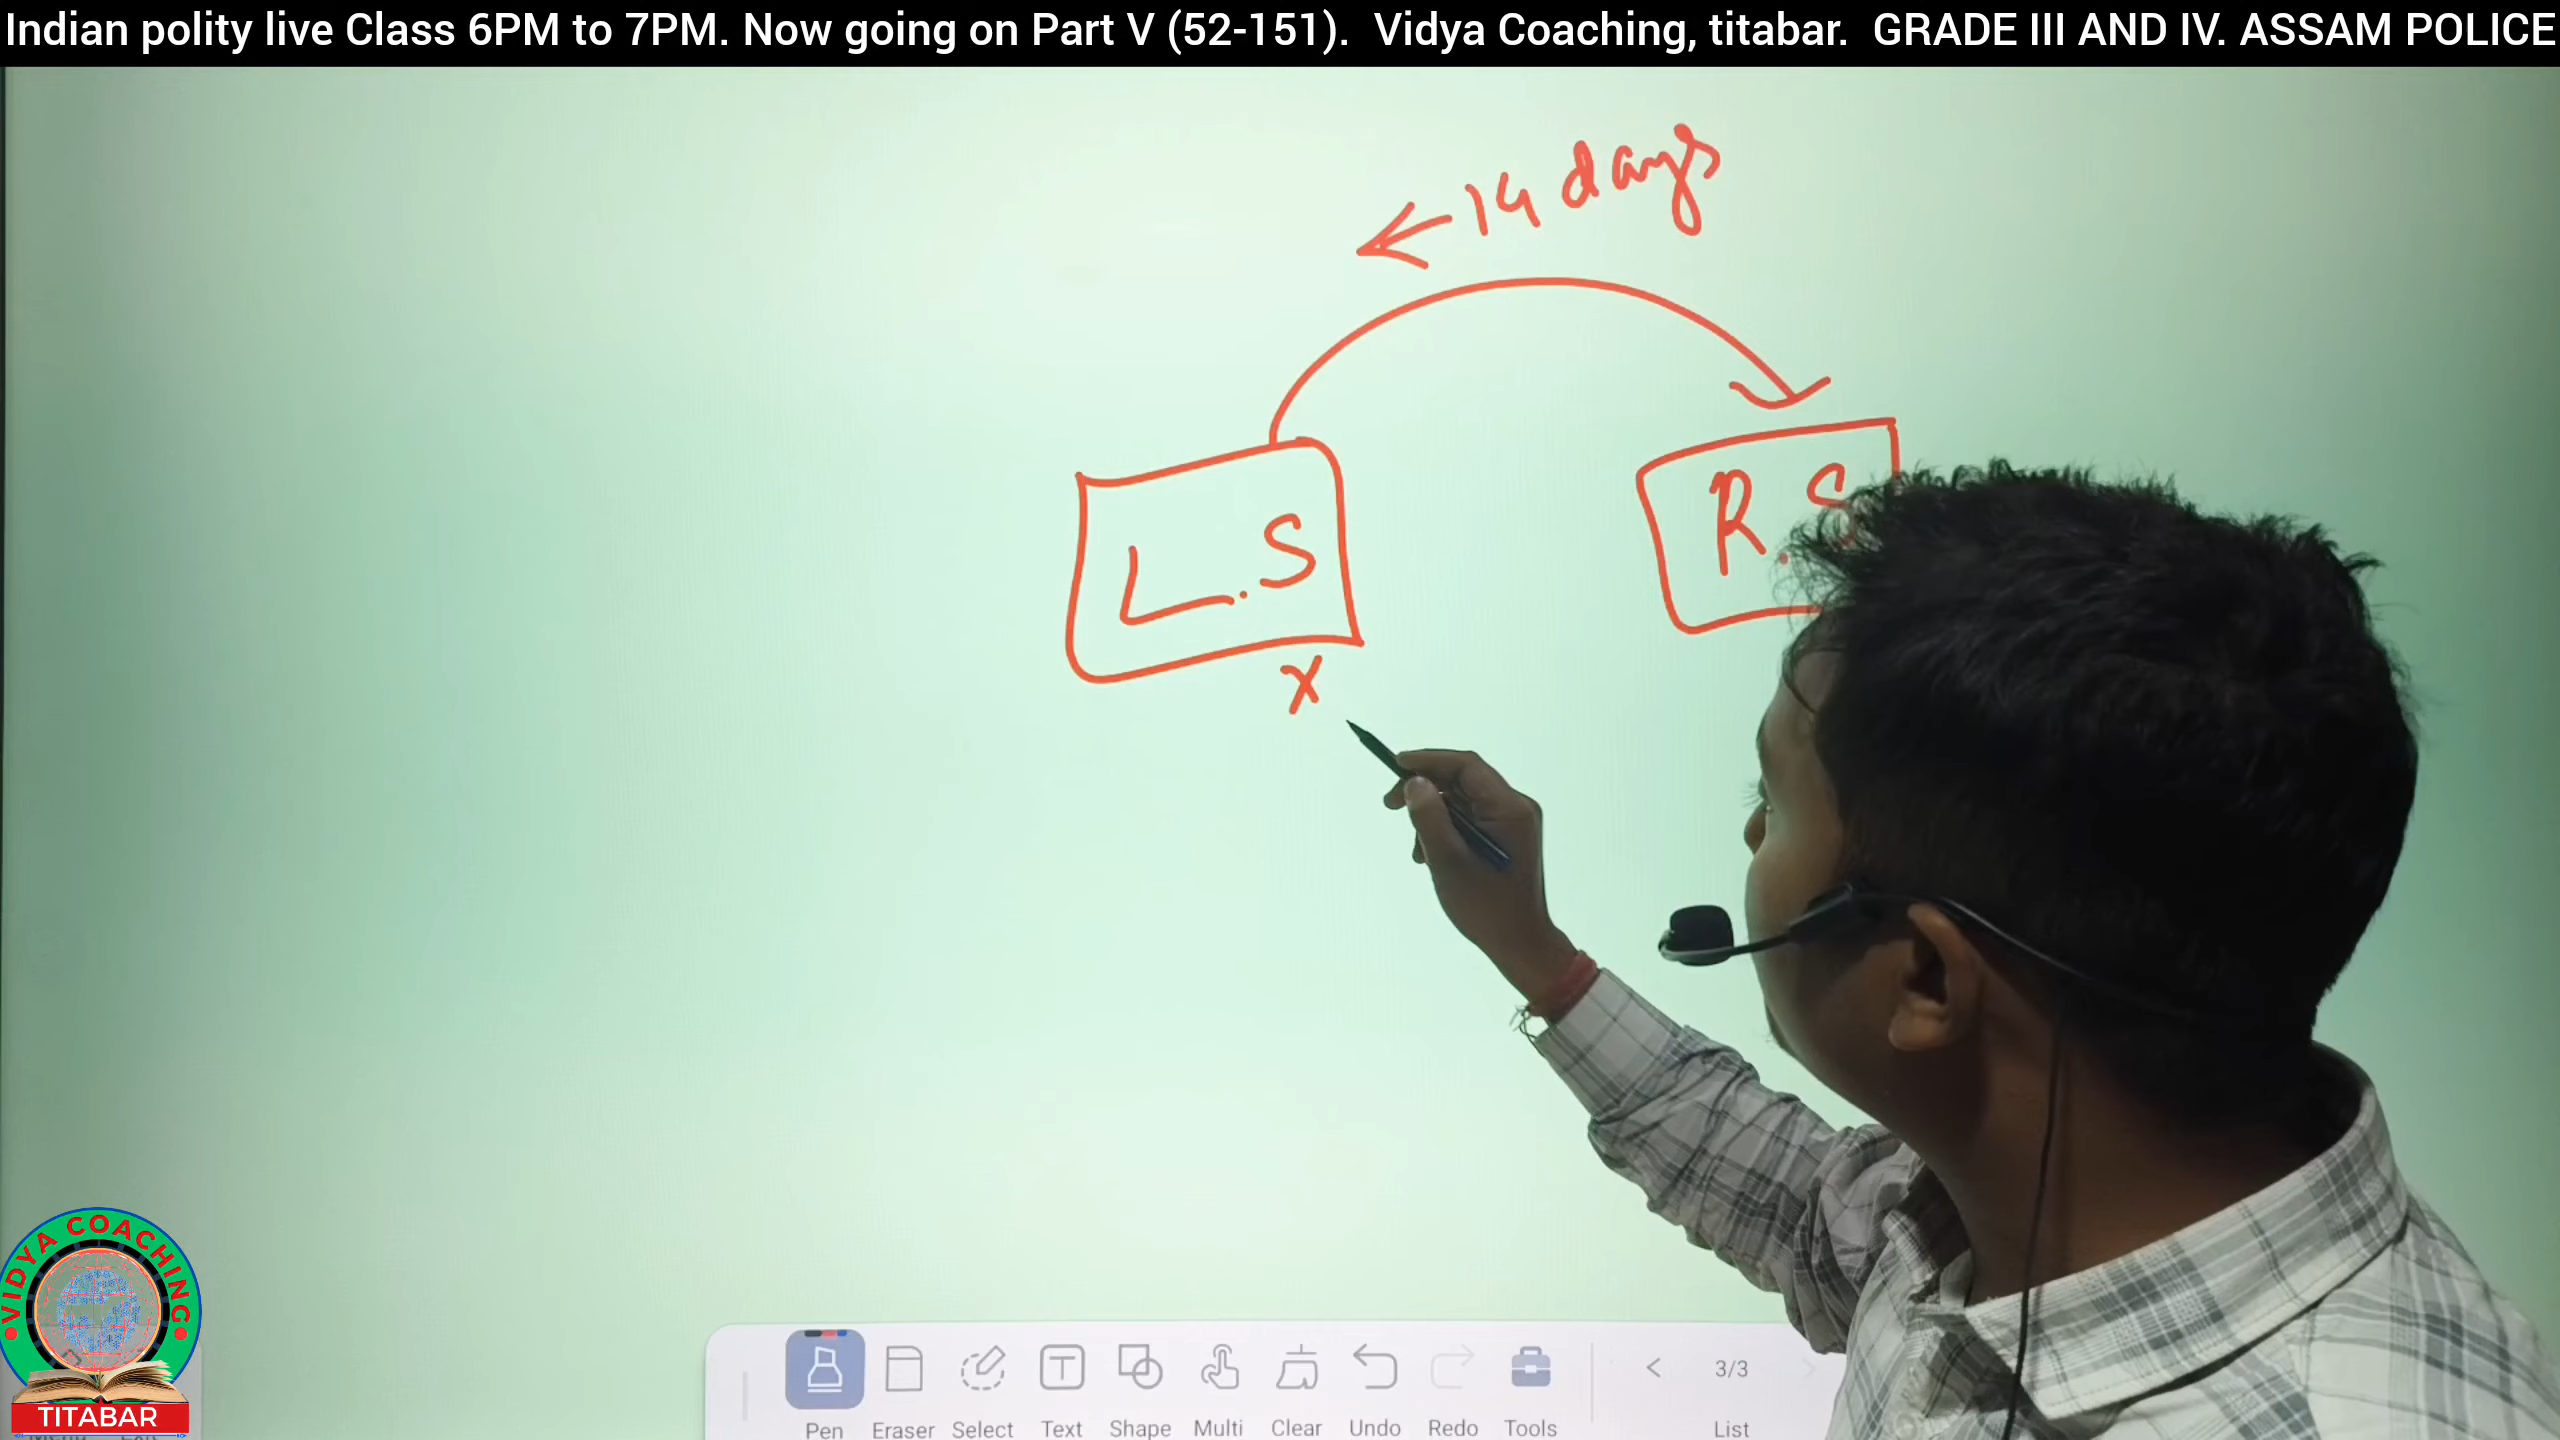 Indian polity live Class 6PM to 7PM. Now going on Part V (52-151). Vidya Coaching, titabar. GRADE III AND IV. ASSAM POLICE
← 14 days
L.S
R.S
x
VIDYA COACHING
TITABAR
3/3
Pen Eraser Select Text Shape Multi Clear Undo Redo Tools List